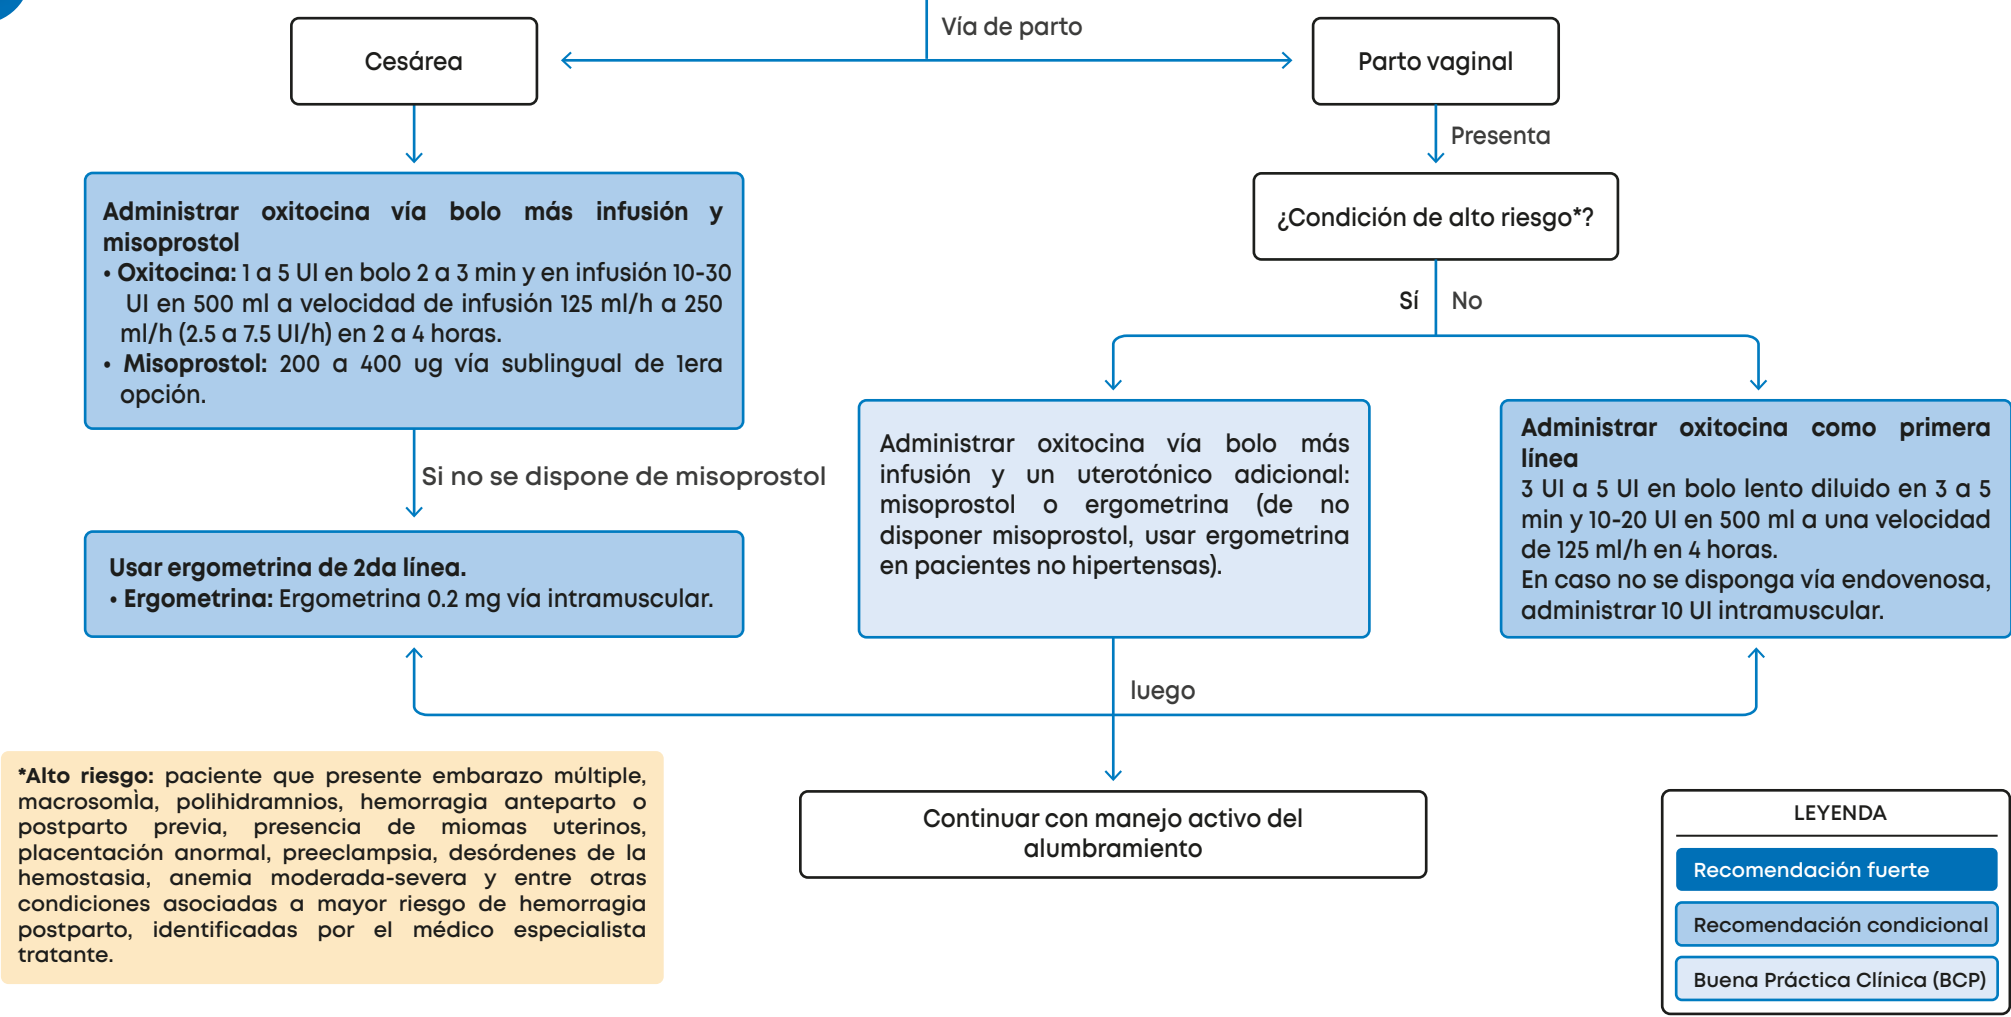 Vía de parto
Cesárea
Parto vaginal
Presenta
Administrar oxitocina vía bolo más infusión y
misoprostol
• Oxitocina: 1 a 5 UI en bolo 2 a 3 min y en infusión 10-30
UI en 500 ml a velocidad de infusión 125 ml/h a 250
ml/h (2.5 a 7.5 UI/h) en 2 a 4 horas.
• Misoprostol: 200 a 400 ug vía sublingual de 1era
opción.
¿Condición de alto riesgo*?
Sí
No
Si no se dispone de misoprostol
Administrar oxitocina vía bolo más
infusión y un uterotónico adicional:
misoprostol o ergometrina (de no
disponer misoprostol, usar ergometrina
en pacientes no hipertensas).
Administrar oxitocina como primera
línea
3 UI a 5 UI en bolo lento diluido en 3 a 5
min y 10-20 UI en 500 ml a una velocidad
de 125 ml/h en 4 horas.
En caso no se disponga vía endovenosa,
administrar 10 UI intramuscular.
Usar ergometrina de 2da línea.
• Ergometrina: Ergometrina 0.2 mg vía intramuscular.
luego
*Alto riesgo: paciente que presente embarazo múltiple,
macrosomÌa, polihidramnios, hemorragia anteparto o
postparto previa, presencia de miomas uterinos,
placentación anormal, preeclampsia, desórdenes de la
hemostasia, anemia moderada-severa y entre otras
condiciones asociadas a mayor riesgo de hemorragia
postparto, identificadas por el médico especialista
tratante.
Continuar con manejo activo del
alumbramiento
LEYENDA
Recomendación fuerte
Recomendación condicional
Buena Práctica Clínica (BCP)